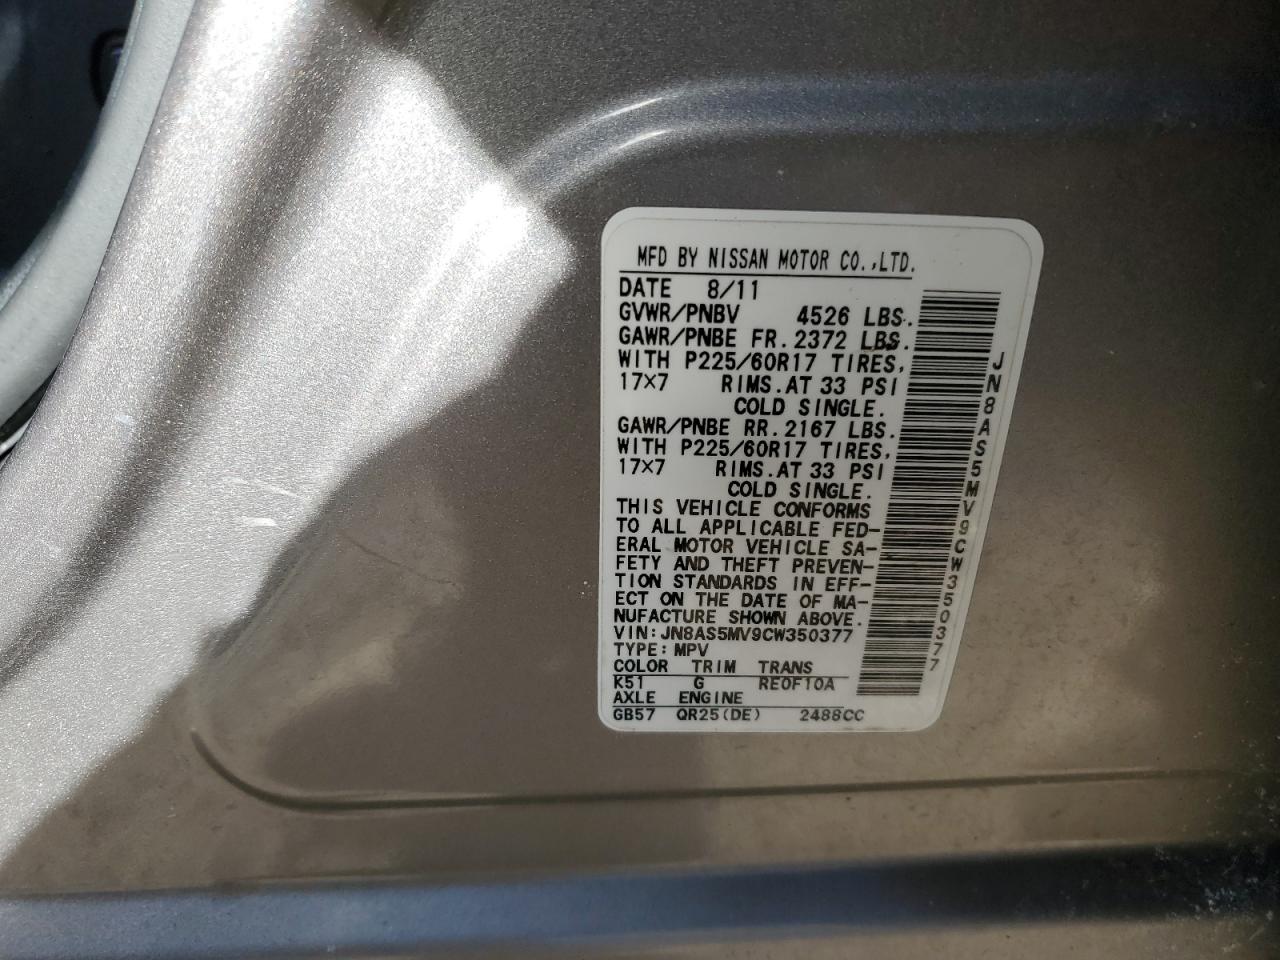 MFD BY NISSAN MOTOR CO.,LTD.
DATE 8/11
GVWR/PNBV 4526 LBS.
GAWR/PNBE FR. 2372 LBS.
WITH P225/60R17 TIRES,
17×7 RIMS.AT 33 PSI
COLD SINGLE.
GAWR/PNBE RR. 2167 LBS.
WITH P225/60R17 TIRES,
17×7 RIMS.AT 33 PSI
COLD SINGLE.
THIS VEHICLE CONFORMS
TO ALL APPLICABLE FED-
ERAL MOTOR VEHICLE SA-
FETY AND THEFT PREVEN-
TION STANDARDS IN EFF-
ECT ON THE DATE OF MA-
NUFACTURE SHOWN ABOVE.
VIN:JN8AS5MV9CW350377
TYPE:MPV
COLOR TRIM TRANS
K51 G RE0F10A
AXLE ENGINE
GB57 QR25(DE) 2488CC
JN8AS5MV9CW350377